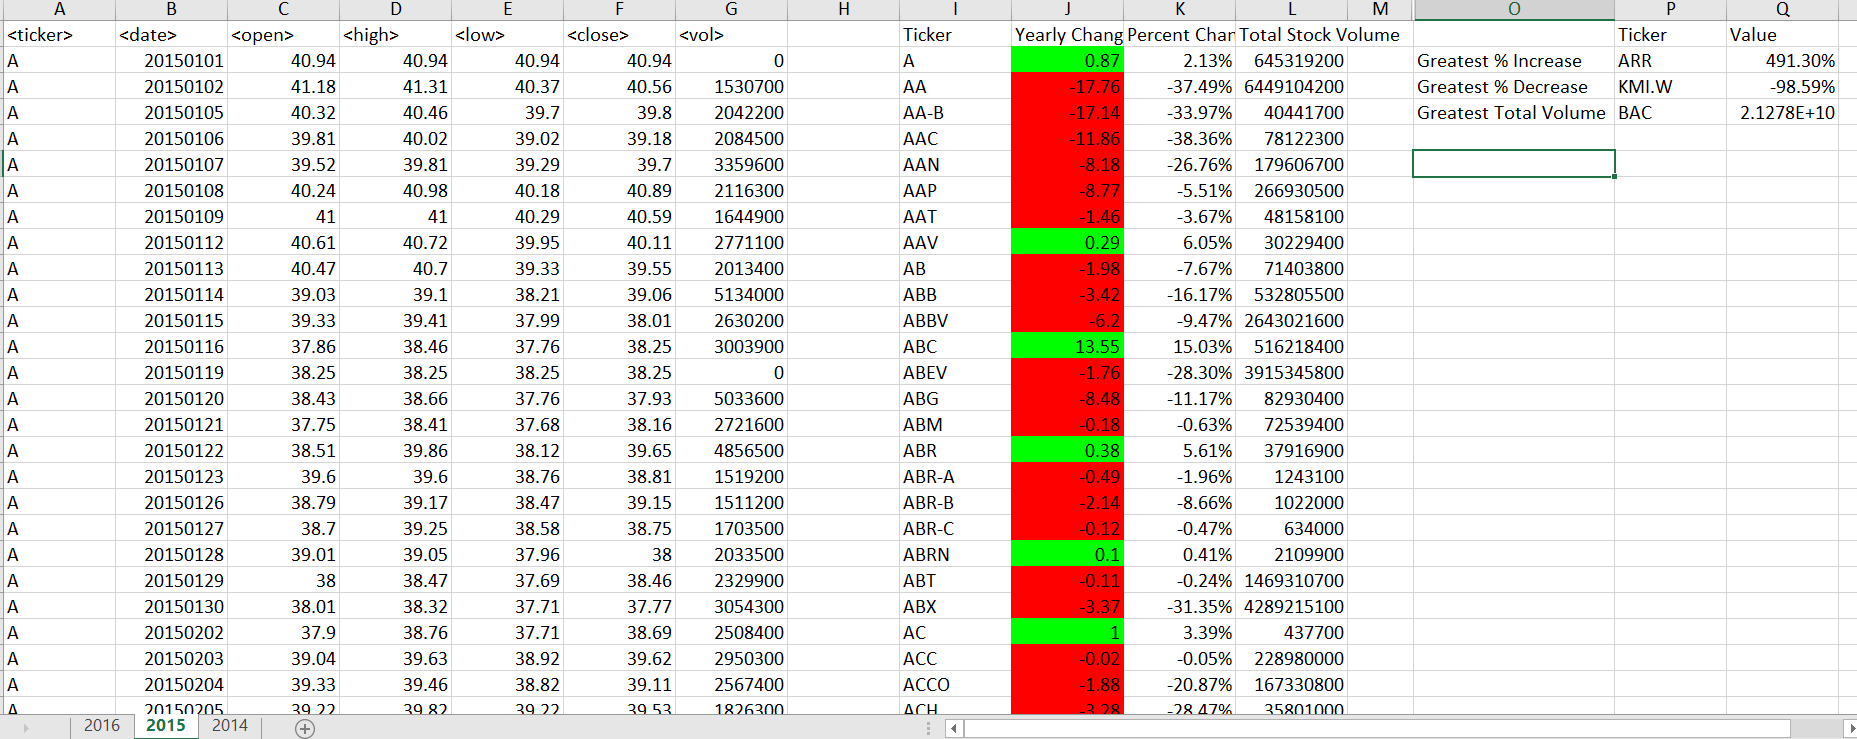 A B C D E F G H I J K L M O P Q
<ticker> <date> <open> <high> <low> <close> <vol> Ticker Yearly Chang Percent Char Total Stock Volume Ticker Value
A 20150101 40.94 40.94 40.94 40.94 0 A 0.87 2.13% 645319200 Greatest % Increase ARR 491.30%
A 20150102 41.18 41.31 40.37 40.56 1530700 AA -17.76 -37.49% 6449104200 Greatest % Decrease KMI.W -98.59%
A 20150105 40.32 40.46 39.7 39.8 2042200 AA-B -17.14 -33.97% 40441700 Greatest Total Volume BAC 2.1278E+10
A 20150106 39.81 40.02 39.02 39.18 2084500 AAC -11.86 -38.36% 78122300
A 20150107 39.52 39.81 39.29 39.7 3359600 AAN -8.18 -26.76% 179606700
A 20150108 40.24 40.98 40.18 40.89 2116300 AAP -8.77 -5.51% 266930500
A 20150109 41 41 40.29 40.59 1644900 AAT -1.46 -3.67% 48158100
A 20150112 40.61 40.72 39.95 40.11 2771100 AAV 0.29 6.05% 30229400
A 20150113 40.47 40.7 39.33 39.55 2013400 AB -1.98 -7.67% 71403800
A 20150114 39.03 39.1 38.21 39.06 5134000 ABB -3.42 -16.17% 532805500
A 20150115 39.33 39.41 37.99 38.01 2630200 ABBV -6.2 -9.47% 2643021600
A 20150116 37.86 38.46 37.76 38.25 3003900 ABC 13.55 15.03% 516218400
A 20150119 38.25 38.25 38.25 38.25 0 ABEV -1.76 -28.30% 3915345800
A 20150120 38.43 38.66 37.76 37.93 5033600 ABG -8.48 -11.17% 82930400
A 20150121 37.75 38.41 37.68 38.16 2721600 ABM -0.18 -0.63% 72539400
A 20150122 38.51 39.86 38.12 39.65 4856500 ABR 0.38 5.61% 37916900
A 20150123 39.6 39.6 38.76 38.81 1519200 ABR-A -0.49 -1.96% 1243100
A 20150126 38.79 39.17 38.47 39.15 1511200 ABR-B -2.14 -8.66% 1022000
A 20150127 38.7 39.25 38.58 38.75 1703500 ABR-C -0.12 -0.47% 634000
A 20150128 39.01 39.05 37.96 38 2033500 ABRN 0.1 0.41% 2109900
A 20150129 38 38.47 37.69 38.46 2329900 ABT -0.11 -0.24% 1469310700
A 20150130 38.01 38.32 37.71 37.77 3054300 ABX -3.37 -31.35% 4289215100
A 20150202 37.9 38.76 37.71 38.69 2508400 AC 1 3.39% 437700
A 20150203 39.04 39.63 38.92 39.62 2950300 ACC -0.02 -0.05% 228980000
A 20150204 39.33 39.46 38.82 39.11 2567400 ACCO -1.88 -20.87% 167330800
A 20150205 39.22 39.82 39.22 39.53 1826300 ACH -3.28 -28.47% 35801000
2016 2015 2014